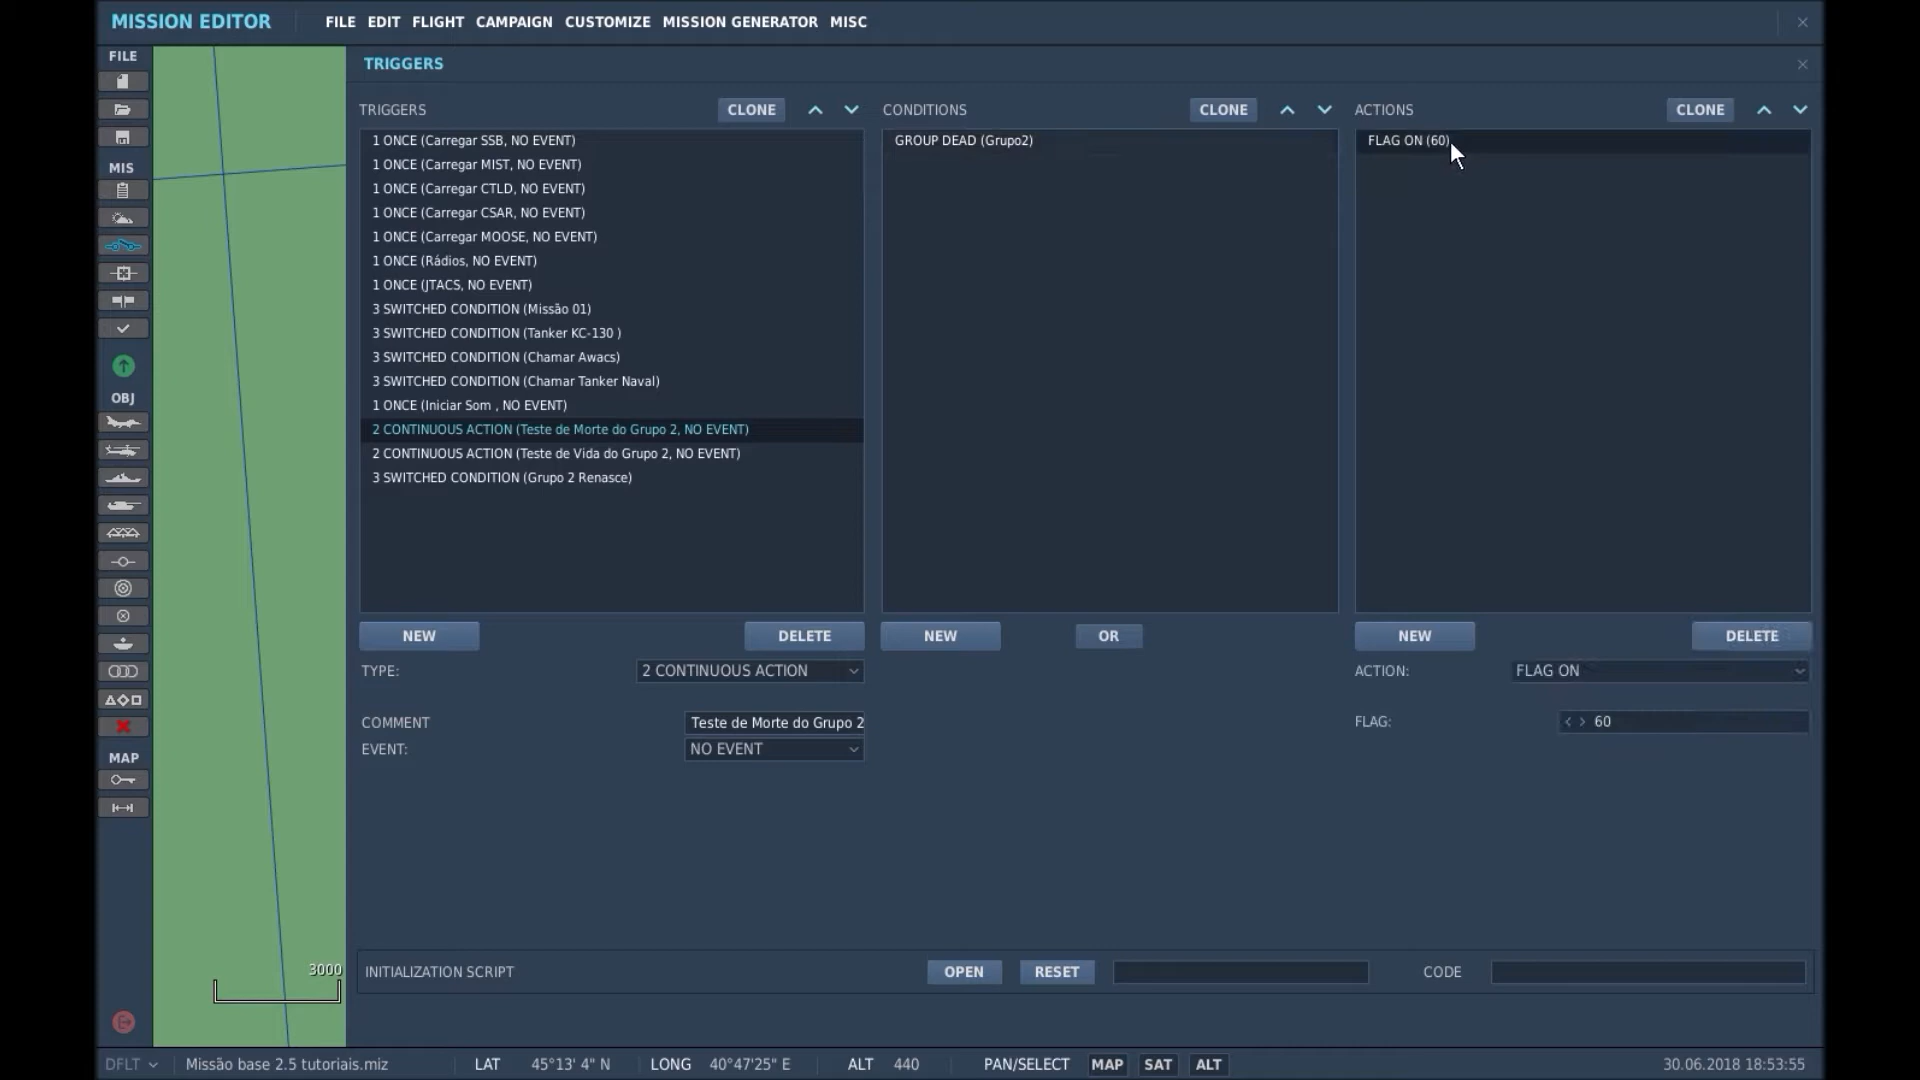 MISSION EDITOR
FILE EDIT FLIGHT CAMPAIGN CUSTOMIZE MISSION GENERATOR MISC
FILE
MIS
OBJ
MAP
TRIGGERS
TRIGGERS CLONE
1 ONCE (Carregar SSB, NO EVENT)
1 ONCE (Carregar MIST, NO EVENT)
1 ONCE (Carregar CTLD, NO EVENT)
1 ONCE (Carregar CSAR, NO EVENT)
1 ONCE (Carregar MOOSE, NO EVENT)
1 ONCE (Rádios, NO EVENT)
1 ONCE (JTACS, NO EVENT)
3 SWITCHED CONDITION (Missão 01)
3 SWITCHED CONDITION (Tanker KC-130 )
3 SWITCHED CONDITION (Chamar Awacs)
3 SWITCHED CONDITION (Chamar Tanker Naval)
1 ONCE (Iniciar Som , NO EVENT)
2 CONTINUOUS ACTION (Teste de Morte do Grupo 2, NO EVENT)
2 CONTINUOUS ACTION (Teste de Vida do Grupo 2, NO EVENT)
3 SWITCHED CONDITION (Grupo 2 Renasce)
NEW DELETE
TYPE: 2 CONTINUOUS ACTION
COMMENT Teste de Morte do Grupo 2
EVENT: NO EVENT
CONDITIONS CLONE
GROUP DEAD (Grupo2)
NEW OR
ACTIONS CLONE
FLAG ON (60)
NEW DELETE
ACTION: FLAG ON
FLAG: < > 60
INITIALIZATION SCRIPT OPEN RESET CODE
3000
DFLT Missão base 2.5 tutoriais.miz LAT 45°13' 4" N LONG 40°47'25" E ALT 440 PAN/SELECT MAP SAT ALT 30.06.2018 18:53:55